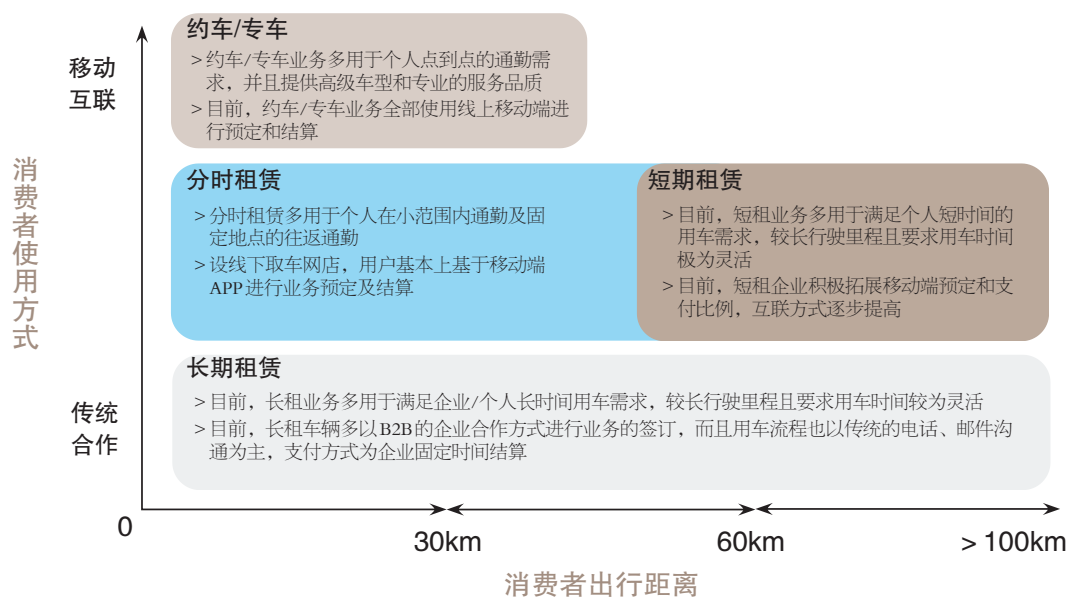 约车/专车
>约车/专车业务多用于个人点到点的通勤需
求，并且提供高级车型和专业的服务品质
>目前，约车/专车业务全部使用线上移动端进
行预定和结算
移动
互联
分时租赁
>分时租赁多用于个人在小范围内通勤及固
定地点的往返通勤
>设线下取车网店，用户基本上基于移动端
APP进行业务预定及结算
短期租赁
>目前，短租业务多用于满足个人短时间的
用车需求，较长行驶里程且要求用车时间
极为灵活
>目前，短租企业积极拓展移动端预定和支
付比例，互联方式逐步提高
消费者使用方式
长期租赁
>目前，长租业务多用于满足企业/个人长时间用车需求，较长行驶里程且要求用车时间较为灵活
>目前，长租车辆多以B2B的企业合作方式进行业务的签订，而且用车流程也以传统的电话、邮件沟
通为主，支付方式为企业固定时间结算
传统
合作
0
30km
60km
> 100km
消费者出行距离